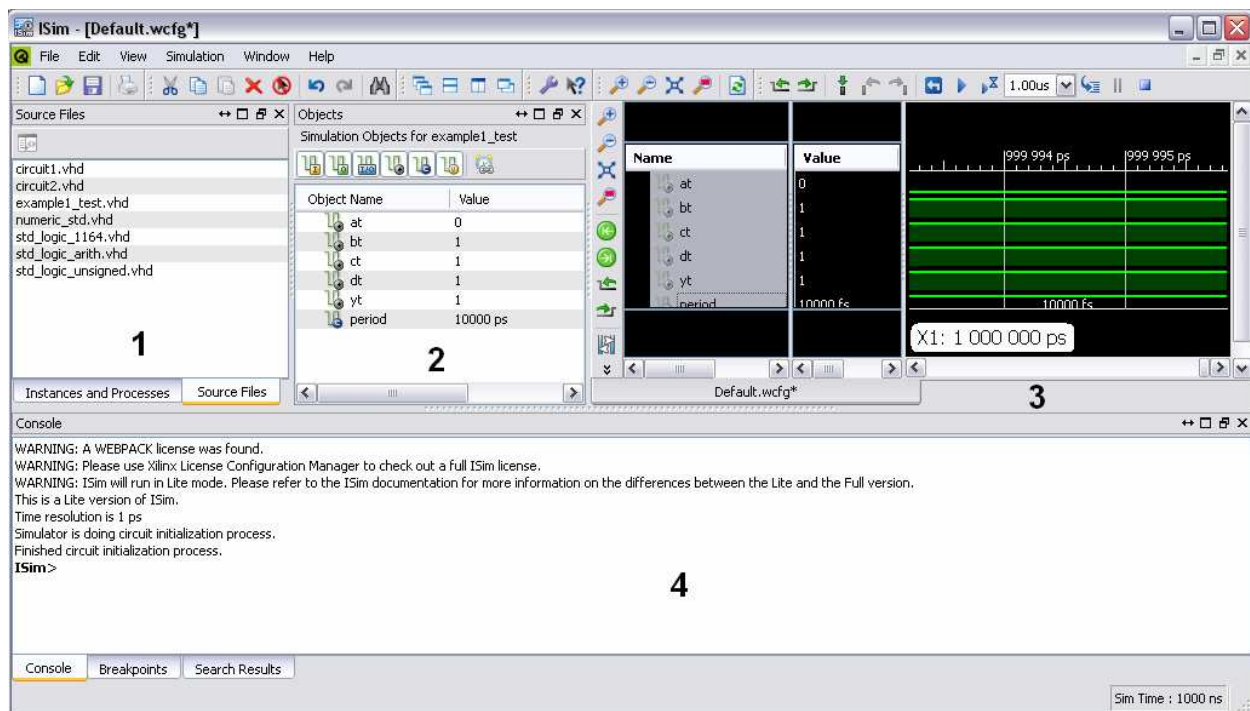 ISim - [Default.wcfg*]
File Edit View Simulation Window Help
1.00us
Source Files
circuit1.vhd
circuit2.vhd
example1_test.vhd
numeric_std.vhd
std_logic_1164.vhd
std_logic_arith.vhd
std_logic_unsigned.vhd
1
Instances and Processes Source Files
Objects
Simulation Objects for example1_test
Object Name Value
at 0
bt 1
ct 1
dt 1
yt 1
period 10000 ps
2
Name Value
999 994 ps 999 995 ps
at 0
bt 1
ct 1
dt 1
yt 1
period 10000 fs 10000 fs
X1: 1 000 000 ps
Default.wcfg*
3
Console
WARNING: A WEBPACK license was found.
WARNING: Please use Xilinx License Configuration Manager to check out a full ISim license.
WARNING: ISim will run in Lite mode. Please refer to the ISim documentation for more information on the differences between the Lite and the Full version.
This is a Lite version of ISim.
Time resolution is 1 ps
Simulator is doing circuit initialization process.
Finished circuit initialization process.
ISim>
4
Console Breakpoints Search Results
Sim Time : 1000 ns